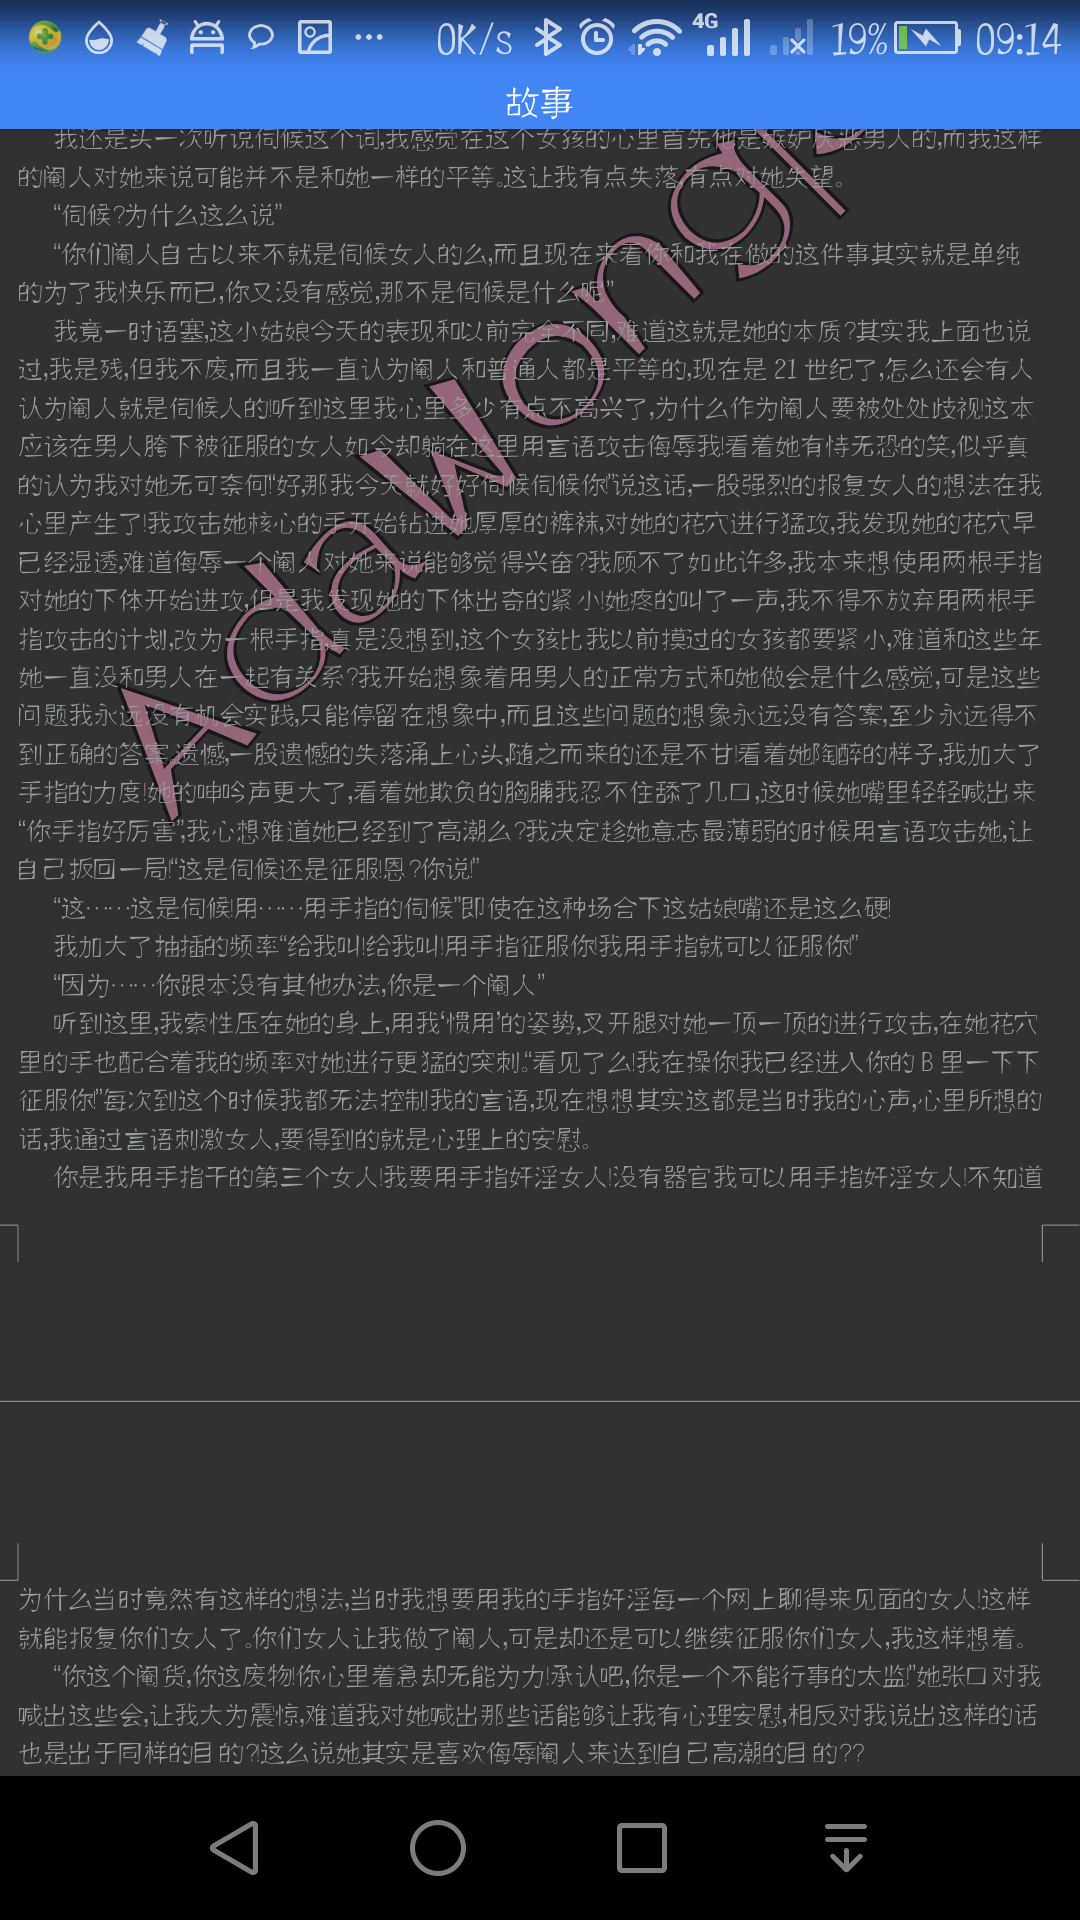 0K/s 4G 19% 09:14
故事
我还是头一次听说伺候这个词,我感觉在这个女孩的心里首先他是嫉妒厌恶男人的,而我这样
的阉人对她来说可能并不是和她一样的平等。这让我有点失落,有点对她失望。
“伺候?为什么这么说”
“你们阉人自古以来不就是伺候女人的么,而且现在来看你和我在做的这件事其实就是单纯
的为了我快乐而已,你又没有感觉,那不是伺候是什么呢”
我竟一时语塞,这小姑娘今天的表现和以前完全不同,难道这就是她的本质?其实我上面也说
过,我是残,但我不废,而且我一直认为阉人和普通人都是平等的,现在是 21 世纪了,怎么还会有人
认为阉人就是伺候人的!听到这里我心里多少有点不高兴了,为什么作为阉人要被处处歧视!这本
应该在男人胯下被征服的女人如今却躺在这里用言语攻击侮辱我!看着她有恃无恐的笑,似乎真
的认为我对她无可奈何!“好,那我今天就好好伺候伺候你!”说这话,一股强烈的报复女人的想法在我
心里产生了!我攻击她核心的手开始钻进她厚厚的裤袜,对她的花穴进行猛攻,我发现她的花穴早
已经湿透,难道侮辱一个阉人对她来说能够觉得兴奋?我顾不了如此许多,我本来想使用两根手指
对她的下体开始进攻,但是我发现她的下体出奇的紧小!她疼的叫了一声,我不得不放弃用两根手
指攻击的计划,改为一根手指,真是没想到,这个女孩比我以前摸过的女孩都要紧小,难道和这些年
她一直没和男人在一起有关系?我开始想象着用男人的正常方式和她做会是什么感觉,可是这些
问题我永远没有机会实践,只能停留在想象中,而且这些问题的想象永远没有答案,至少永远得不
到正确的答案,遗憾,一股遗憾的失落涌上心头,随之而来的还是不甘!看着她陶醉的样子,我加大了
手指的力度!她的呻吟声更大了,看着她欺负的胸脯我忍不住舔了几口,这时候她嘴里轻轻喊出来
“你手指好厉害”,我心想难道她已经到了高潮么?我决定趁她意志最薄弱的时候用言语攻击她,让
自己扳回一局!“这是伺候还是征服!恩?你说!”
“这……这是伺候!用……用手指的伺候”即使在这种场合下这姑娘嘴还是这么硬!
我加大了抽插的频率“给我叫!给我叫!用手指征服你!我用手指就可以征服你!”
“因为……你跟本没有其他办法,你是一个阉人”
听到这里,我索性压在她的身上,用我‘惯用’的姿势,叉开腿对她一顶一顶的进行攻击,在她花穴
里的手也配合着我的频率对她进行更猛的突刺。“看见了么!我在操你!我已经进入你的 B 里一下下
征服你!”每次到这个时候我都无法控制我的言语,现在想想其实这都是当时我的心声,心里所想的
话,我通过言语刺激女人,要得到的就是心理上的安慰。
你是我用手指干的第三个女人!我要用手指奸淫女人!没有器官我可以用手指奸淫女人!不知道
为什么当时竟然有这样的想法,当时我想要用我的手指奸淫每一个网上聊得来见面的女人!这样
就能报复你们女人了。你们女人让我做了阉人,可是却还是可以继续征服你们女人,我这样想着。
“你这个阉货,你这废物!你心里着急却无能为力!承认吧,你是一个不能行事的太监!”她张口对我
喊出这些会,让我大为震惊,难道我对她喊出那些话能够让我有心理安慰,相反对我说出这样的话
也是出于同样的目的?!这么说她其实是喜欢侮辱阉人来达到自己高潮的目的??
AdaWong